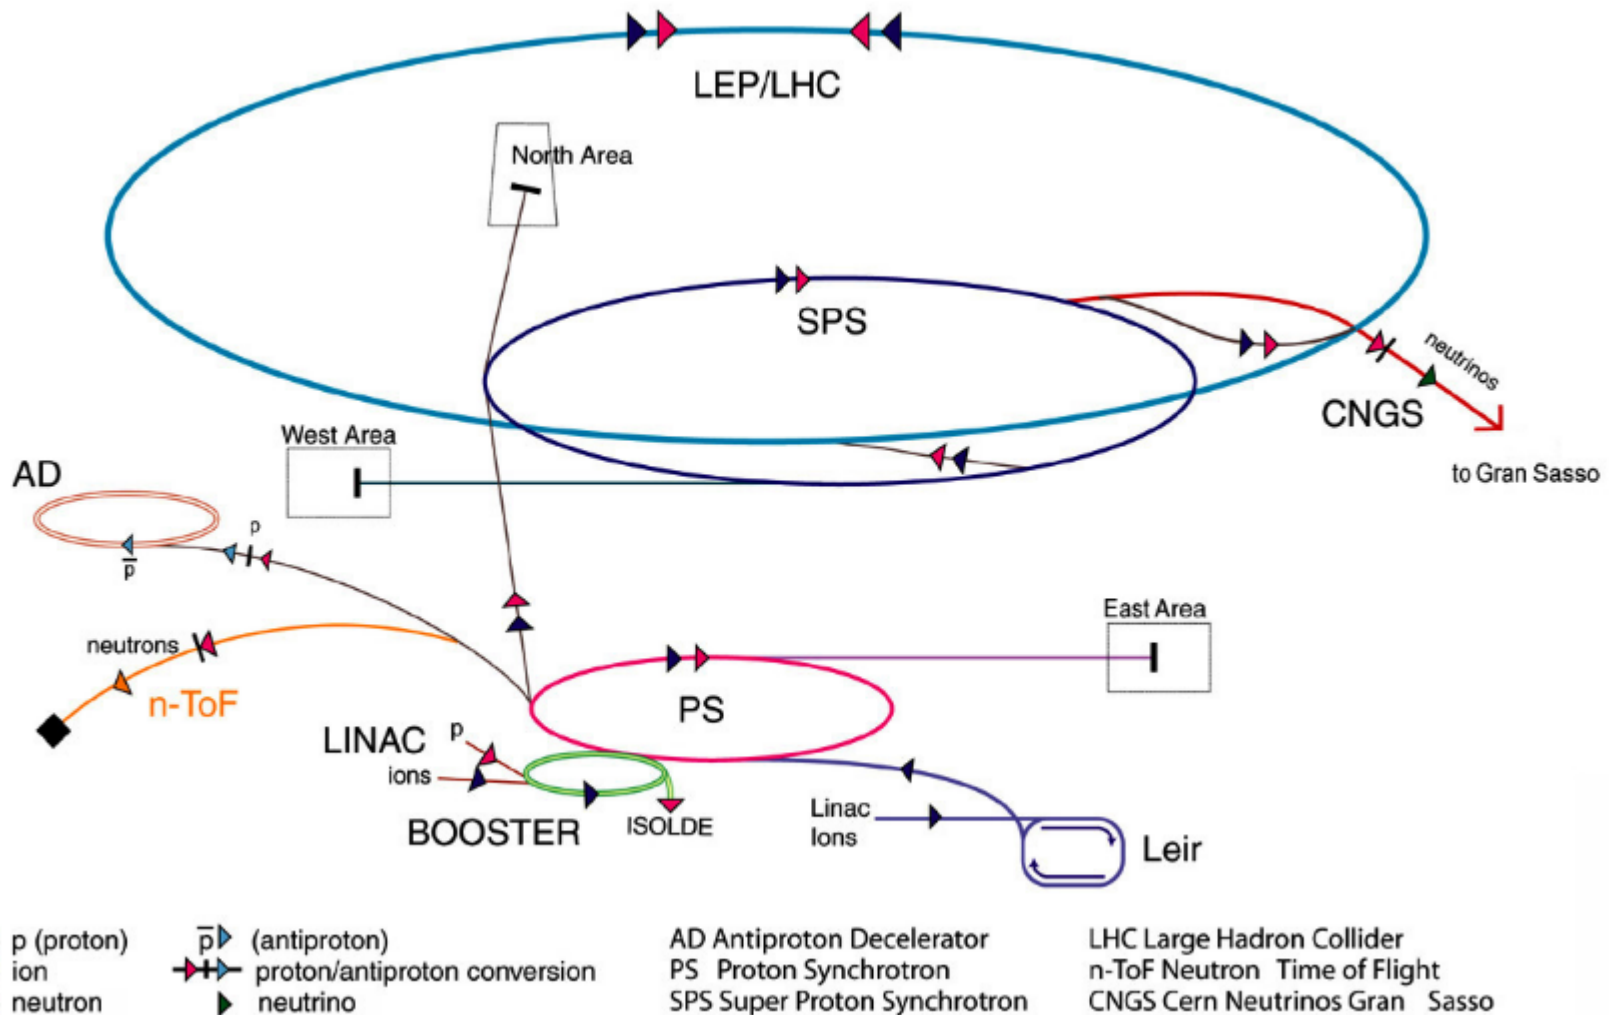 LEP/LHC
North Area
SPS
neutrinos
CNGS
to Gran Sasso
West Area
AD
p
p̅
neutrons
n-ToF
East Area
PS
LINAC
p
ions
BOOSTER
ISOLDE
Linac
Ions
Leir
p (proton)
ion
neutron
p̅ (antiproton)
proton/antiproton conversion
neutrino
AD Antiproton Decelerator
PS Proton Synchrotron
SPS Super Proton Synchrotron
LHC Large Hadron Collider
n-ToF Neutron Time of Flight
CNGS Cern Neutrinos Gran Sasso